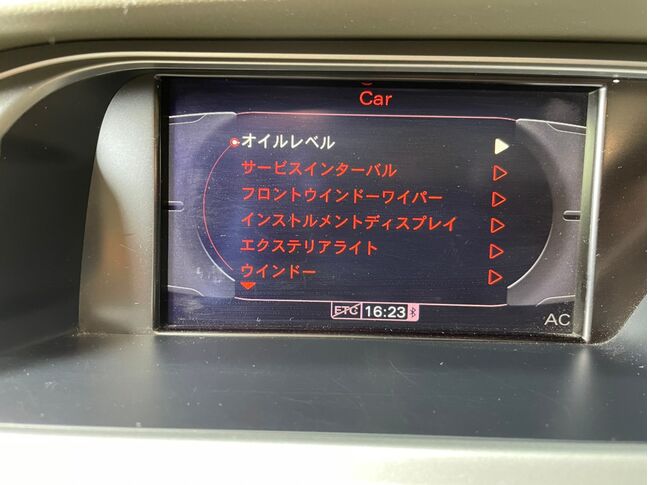 Car
オイルレベル
サービスインターバル
フロントウインドーワイパー
インストルメントディスプレイ
エクステリアライト
ウインドー
ETC 16:23
AC